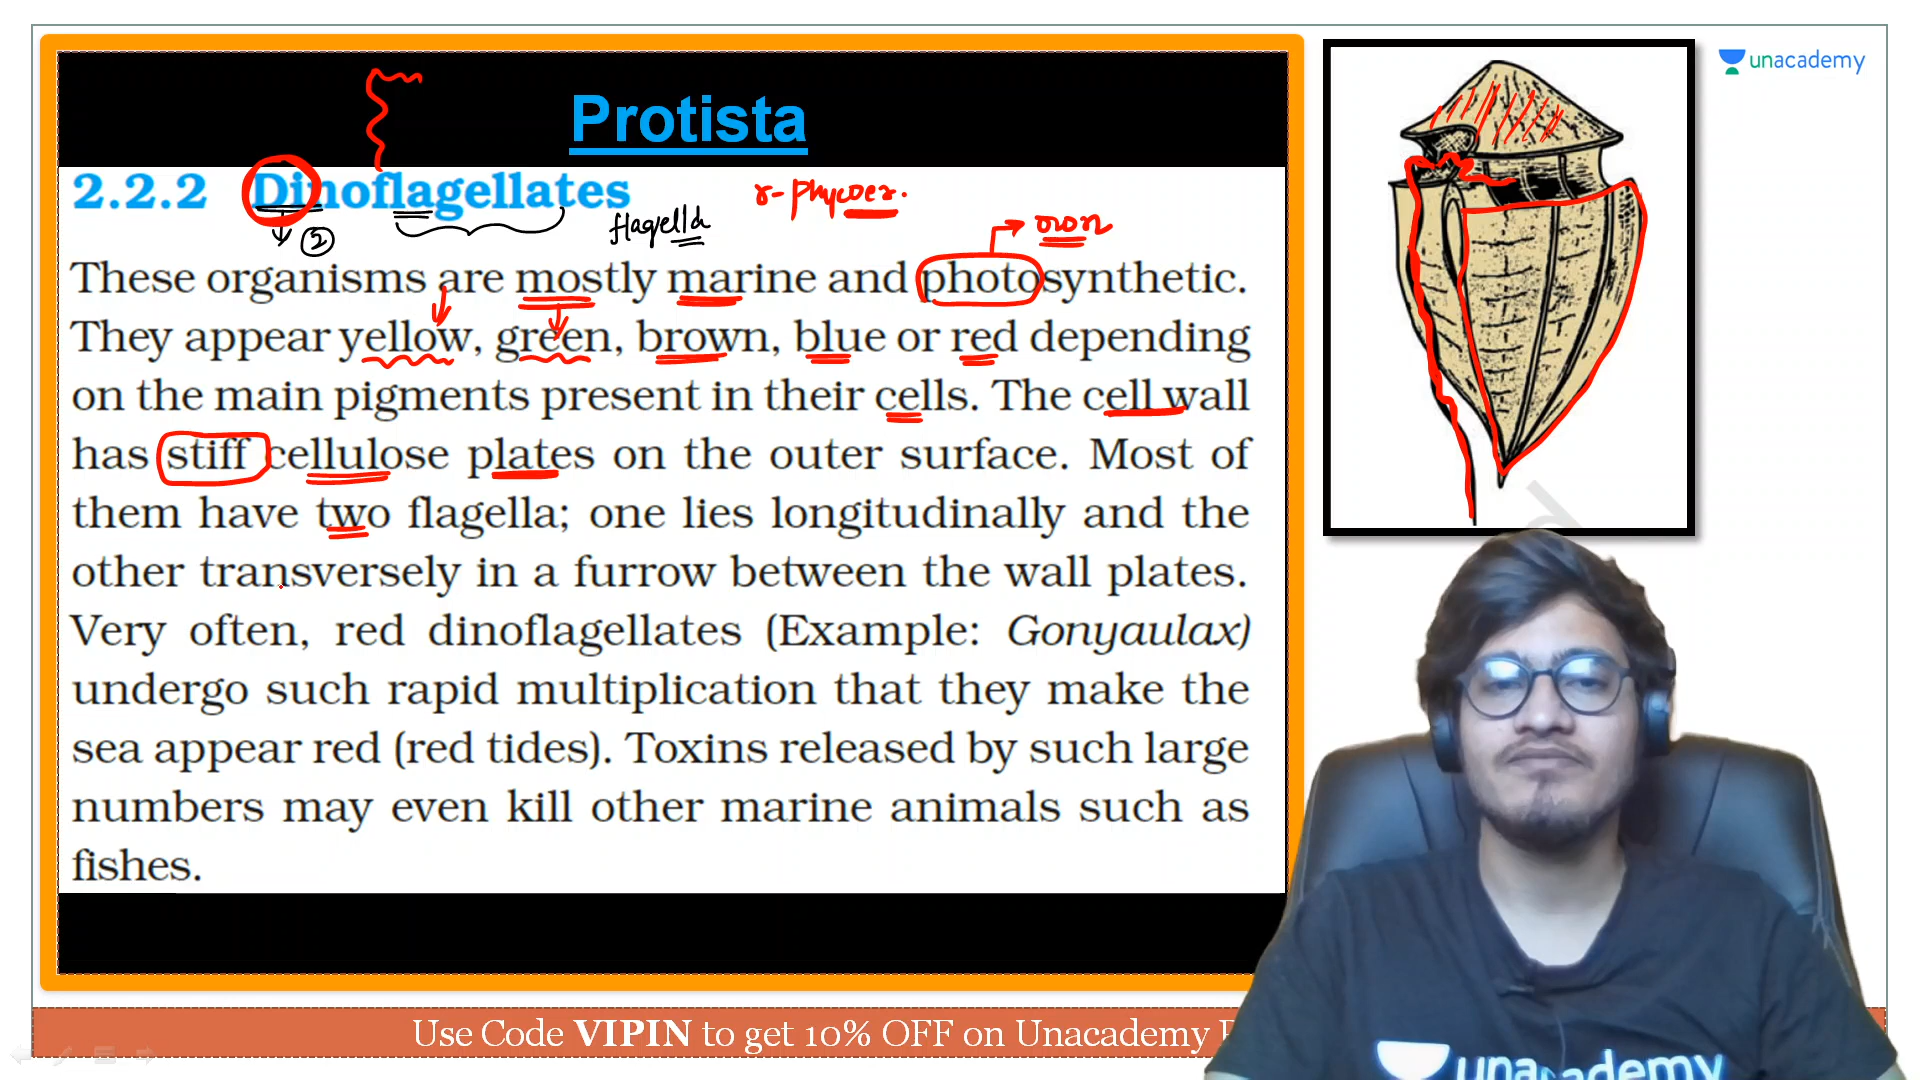 unacademy
Protista
2.2.2 Dinoflagellates
r-phycoer.
②
flagella
These organisms are mostly marine and photosynthetic.
They appear yellow, green, brown, blue or red depending
on the main pigments present in their cells. The cell wall
has stiff cellulose plates on the outer surface. Most of
them have two flagella; one lies longitudinally and the
other transversely in a furrow between the wall plates.
Very often, red dinoflagellates (Example: Gonyaulax)
undergo such rapid multiplication that they make the
sea appear red (red tides). Toxins released by such large
numbers may even kill other marine animals such as
fishes.
Use Code VIPIN to get 10% OFF on Unacademy
unacademy